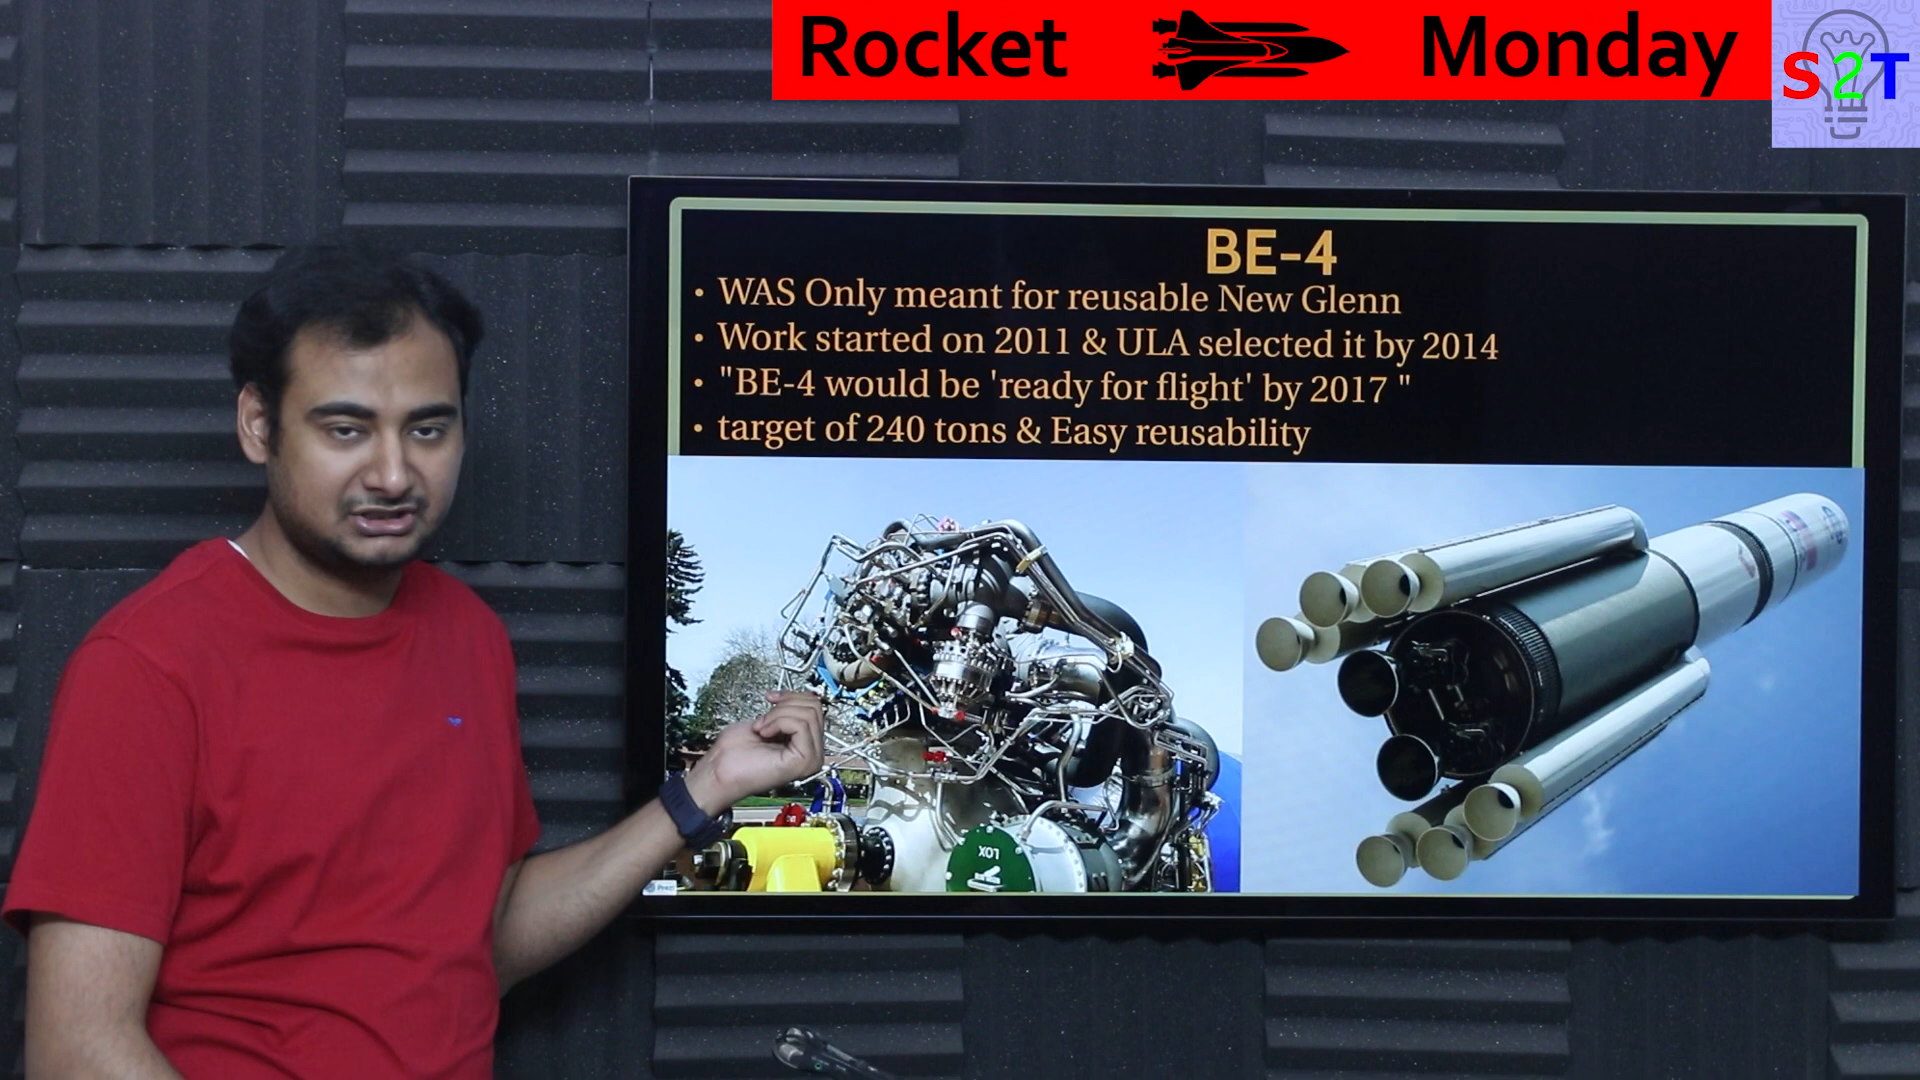 Rocket Monday
S2T
BE-4
• WAS Only meant for reusable New Glenn
• Work started on 2011 & ULA selected it by 2014
• "BE-4 would be 'ready for flight' by 2017 "
• target of 240 tons & Easy reusability
LOX
Prezi